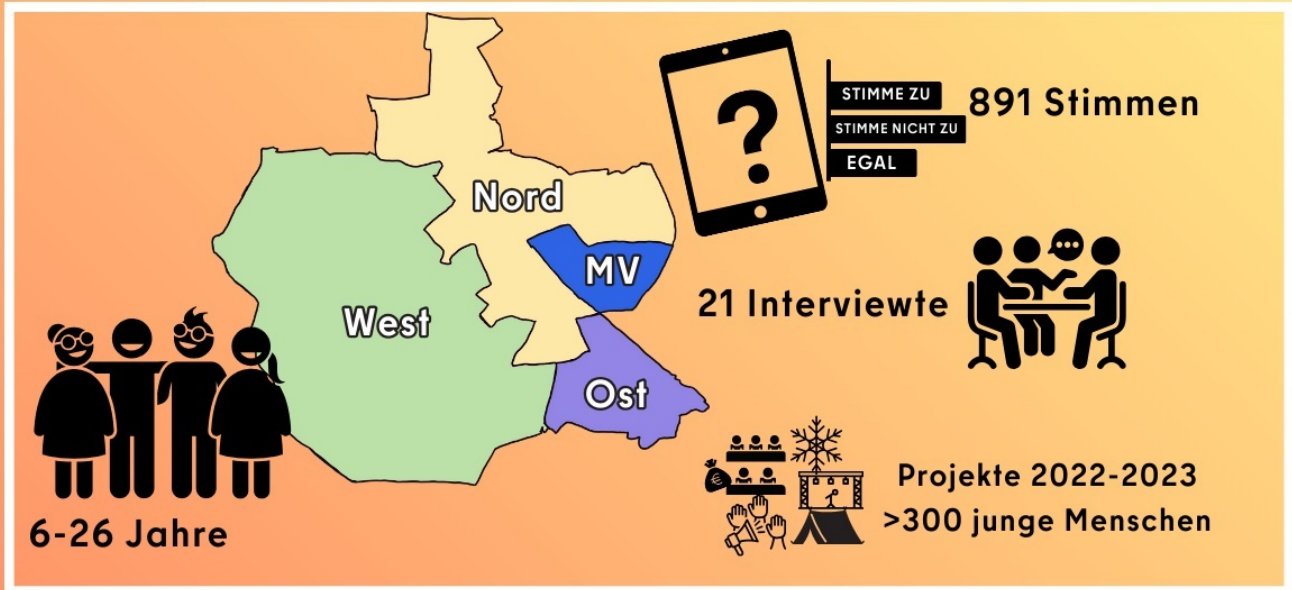 STIMME ZU
STIMME NICHT ZU
EGAL
891 Stimmen
Nord
MV
West
Ost
21 Interviewte
6-26 Jahre
Projekte 2022-2023
>300 junge Menschen
€